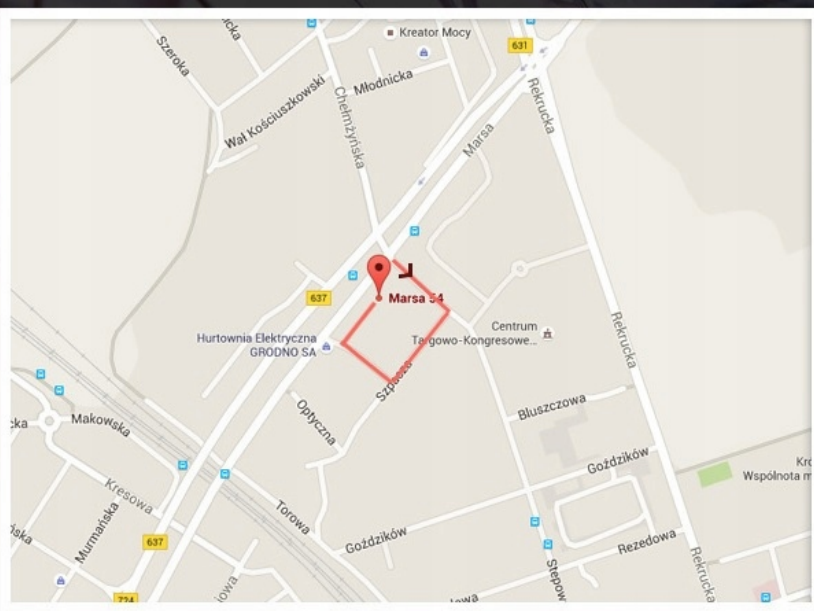 Kreator Mocy
631
Szeroka
Młodnicka
Wał Kościuszkowski
Chełmżyńska
Rekrucka
Marsa
637
Marsa 54
Hurtownia Elektryczna
GRODNO SA
Centrum
Targowo-Kongresowe...
Rekrucka
Szpacza
Optyczna
Bluszczowa
Makowska
Goździków
Kresowa
Wspólnota m
Torowa
Murmańska
637
Goździków
Rezedowa
Rekrucka
Stepow
724